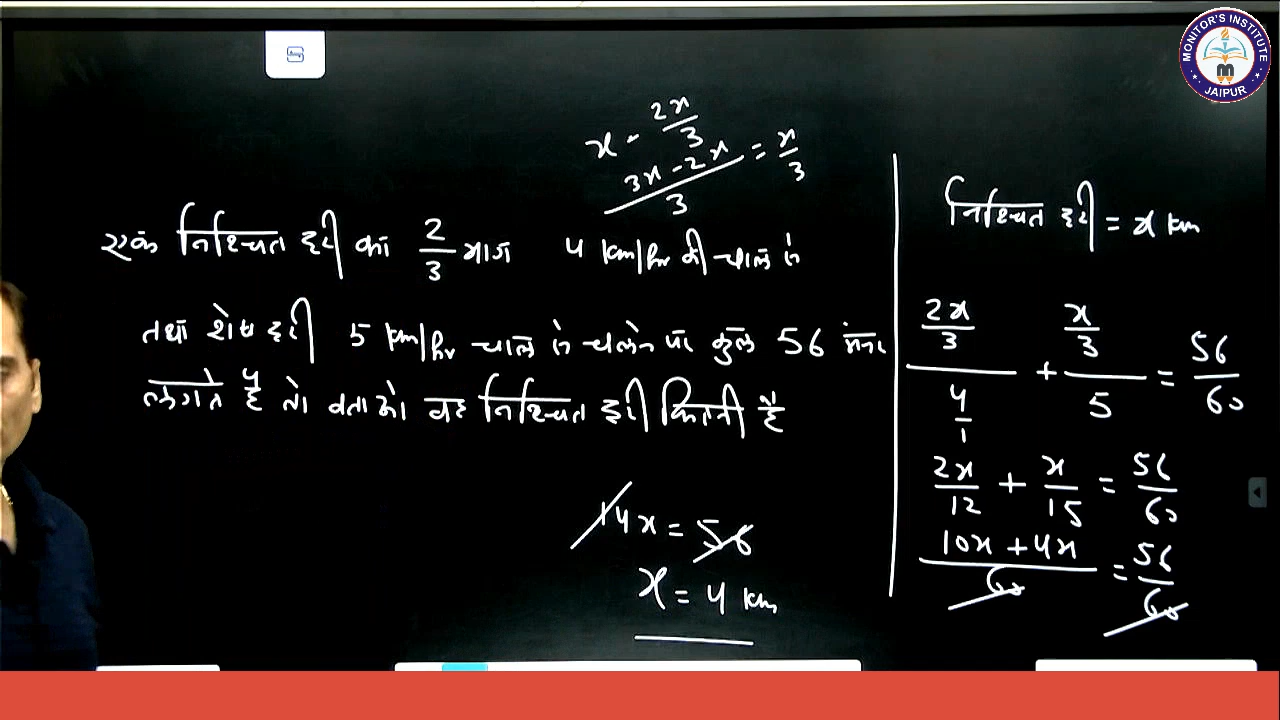 MONITOR'S INSTITUTE
JAIPUR
x - 2x/3
(3x - 2x)/3 = x/3
एक निश्चित दूरी का 2/3 भाग 4 km/hr की चाल से
तथा शेष दूरी 5 km/hr चाल से चलने पर कुल 56 मिनट
लगते है तो बताओ वह निश्चित दूरी कितनी है
14x = 56
x = 4 km
निश्चित दूरी = x km
(2x/3)/(4/1) + (x/3)/5 = 56/60
2x/12 + x/15 = 56/60
(10x + 4x)/60 = 56/60